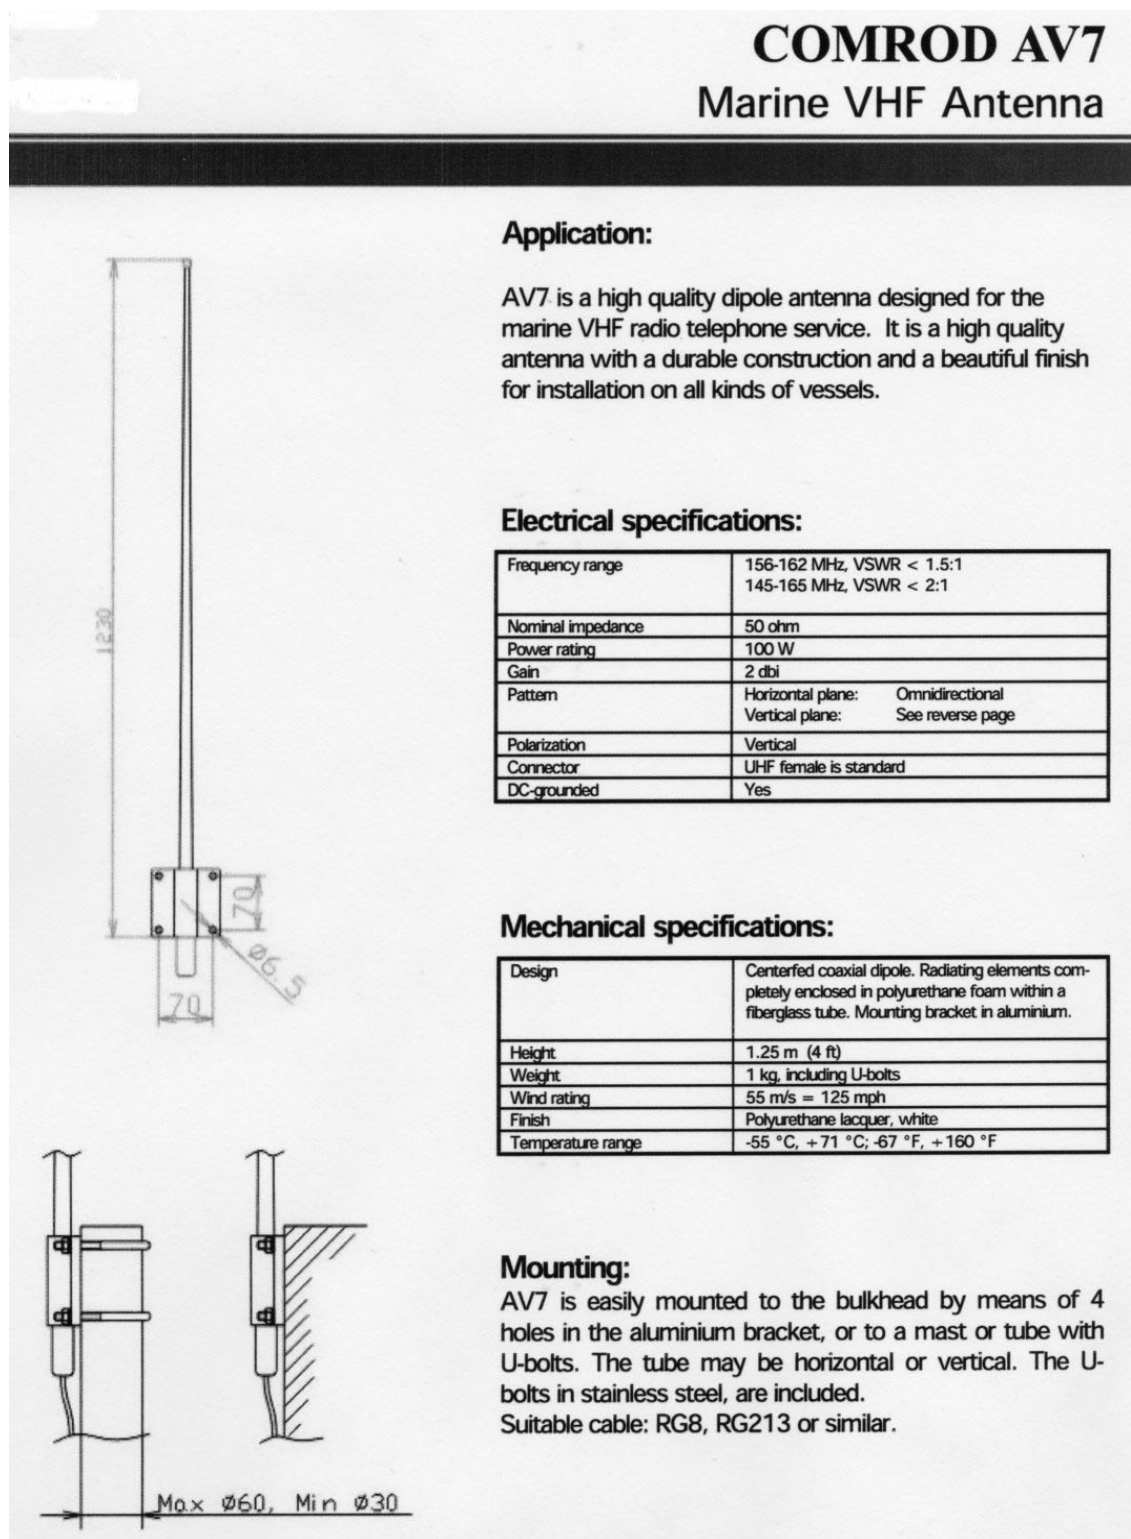 COMROD AV7
Marine VHF Antenna
Application:
AV7 is a high quality dipole antenna designed for the
marine VHF radio telephone service. It is a high quality
antenna with a durable construction and a beautiful finish
for installation on all kinds of vessels.
1230
70
Ø6.5
70
Electrical specifications:
Frequency range 156-162 MHz, VSWR < 1.5:1
145-165 MHz, VSWR < 2:1
Nominal impedance 50 ohm
Power rating 100 W
Gain 2 dbi
Pattern Horizontal plane: Omnidirectional
Vertical plane: See reverse page
Polarization Vertical
Connector UHF female is standard
DC-grounded Yes
Mechanical specifications:
Design Centerfed coaxial dipole. Radiating elements com-
pletely enclosed in polyurethane foam within a
fiberglass tube. Mounting bracket in aluminium.
Height 1.25 m (4 ft)
Weight 1 kg, including U-bolts
Wind rating 55 m/s = 125 mph
Finish Polyurethane lacquer, white
Temperature range -55 °C, +71 °C; -67 °F, +160 °F
Mounting:
AV7 is easily mounted to the bulkhead by means of 4
holes in the aluminium bracket, or to a mast or tube with
U-bolts. The tube may be horizontal or vertical. The U-
bolts in stainless steel, are included.
Suitable cable: RG8, RG213 or similar.
Max Ø60, Min Ø30